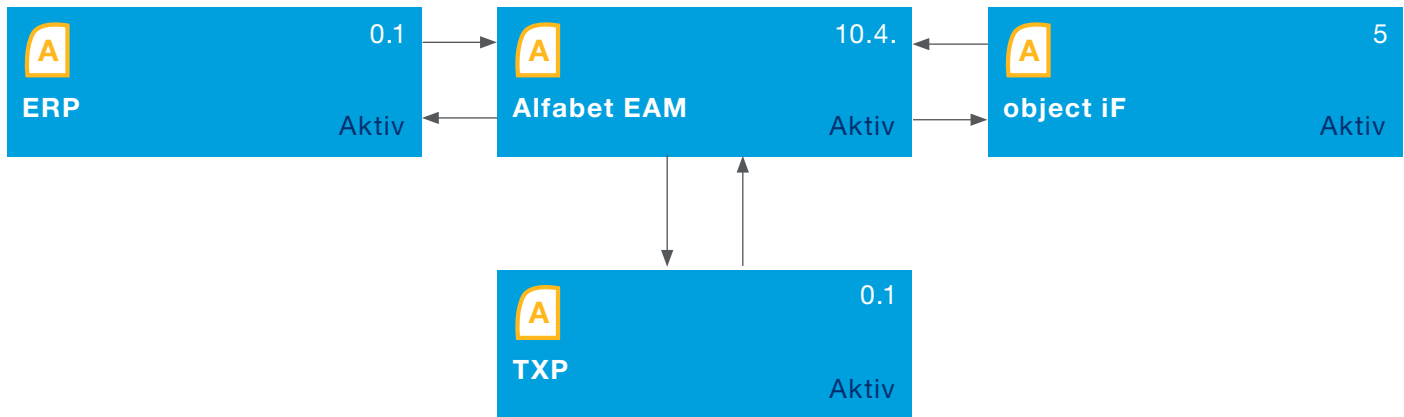 0.1
A
ERP
Aktiv
10.4.
A
Alfabet EAM
Aktiv
5
A
object iF
Aktiv
0.1
A
TXP
Aktiv